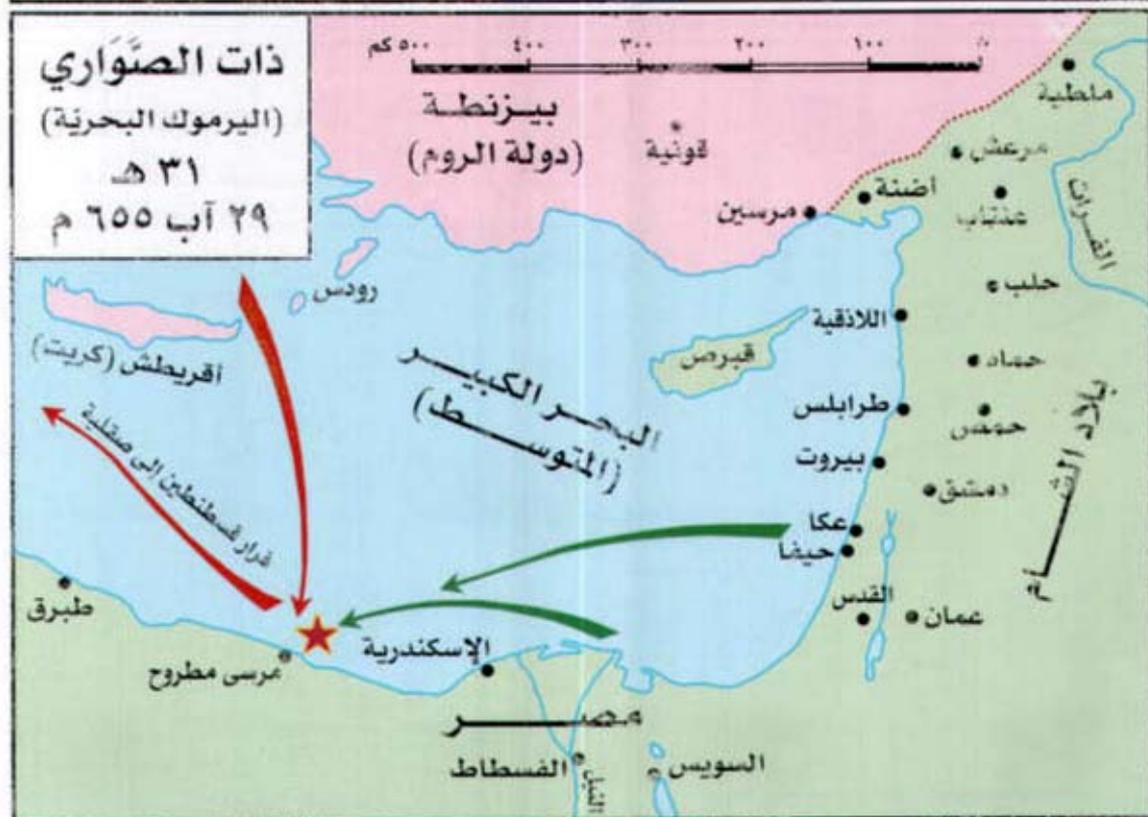 ذات الصَّوَاري
(اليرموك البحريّة)
٣١ هـ
٢٩ آب ٦٥٥ م
٥٠٠ كم ٤٠٠ ٣٠٠ ٢٠٠ ١٠٠ ٠
بيزنطة
(دولة الروم)
قونية
ملطية
مرعش
أضنة
عنتاب
مرسين
الفرات
حلب
رودس
اللاذقية
قبرص
أقريطش (كريت)
حماه
البحر الكبير
(المتوسط)
طرابلس
حمص
بلاد الشأم
بيروت
دمشق
فرار قسطنطين إلى صقلية
عكا
حيفا
القدس
عمان
طبرق
الإسكندرية
مرسى مطروح
مصر
الفسطاط
النيل
السويس